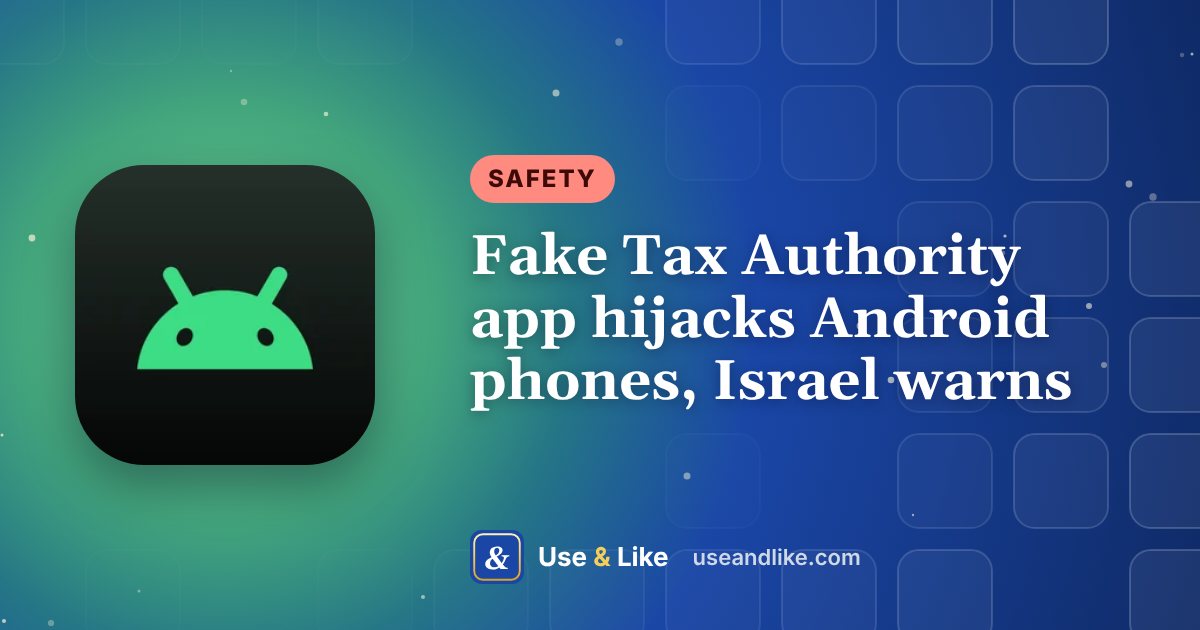 SAFETY
Fake Tax Authority
app hijacks Android
phones, Israel warns
& Use & Like useandlike.com